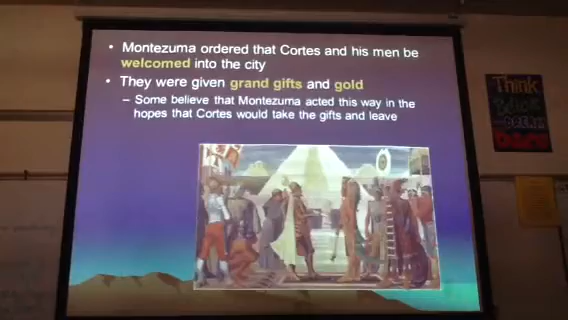 • Montezuma ordered that Cortes and his men be
welcomed into the city
• They were given grand gifts and gold
– Some believe that Montezuma acted this way in the
hopes that Cortes would take the gifts and leave
Think
DREAM